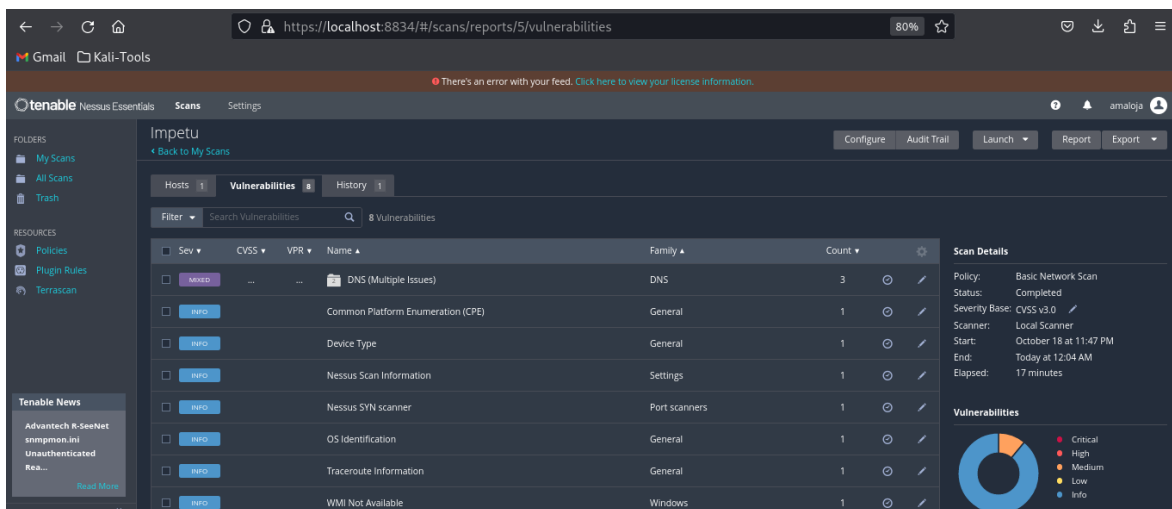 https://localhost:8834/#/scans/reports/5/vulnerabilities 80%
Gmail Kali-Tools
There's an error with your feed. Click here to view your license information.
tenable Nessus Essentials Scans Settings amaloja
FOLDERS
My Scans
All Scans
Trash
RESOURCES
Policies
Plugin Rules
Terrascan
Tenable News
Advantech R-SeeNet
snmpmon.ini
Unauthenticated
Rea...
Read More
Impetu
Back to My Scans
Configure Audit Trail Launch Report Export
Hosts 1 Vulnerabilities 8 History 1
Filter Search Vulnerabilities 8 Vulnerabilities
Sev CVSS VPR Name Family Count
MIXED ... ... 2 DNS (Multiple Issues) DNS 3
INFO Common Platform Enumeration (CPE) General 1
INFO Device Type General 1
INFO Nessus Scan Information Settings 1
INFO Nessus SYN scanner Port scanners 1
INFO OS Identification General 1
INFO Traceroute Information General 1
INFO WMI Not Available Windows 1
Scan Details
Policy: Basic Network Scan
Status: Completed
Severity Base: CVSS v3.0
Scanner: Local Scanner
Start: October 18 at 11:47 PM
End: Today at 12:04 AM
Elapsed: 17 minutes
Vulnerabilities
Critical
High
Medium
Low
Info